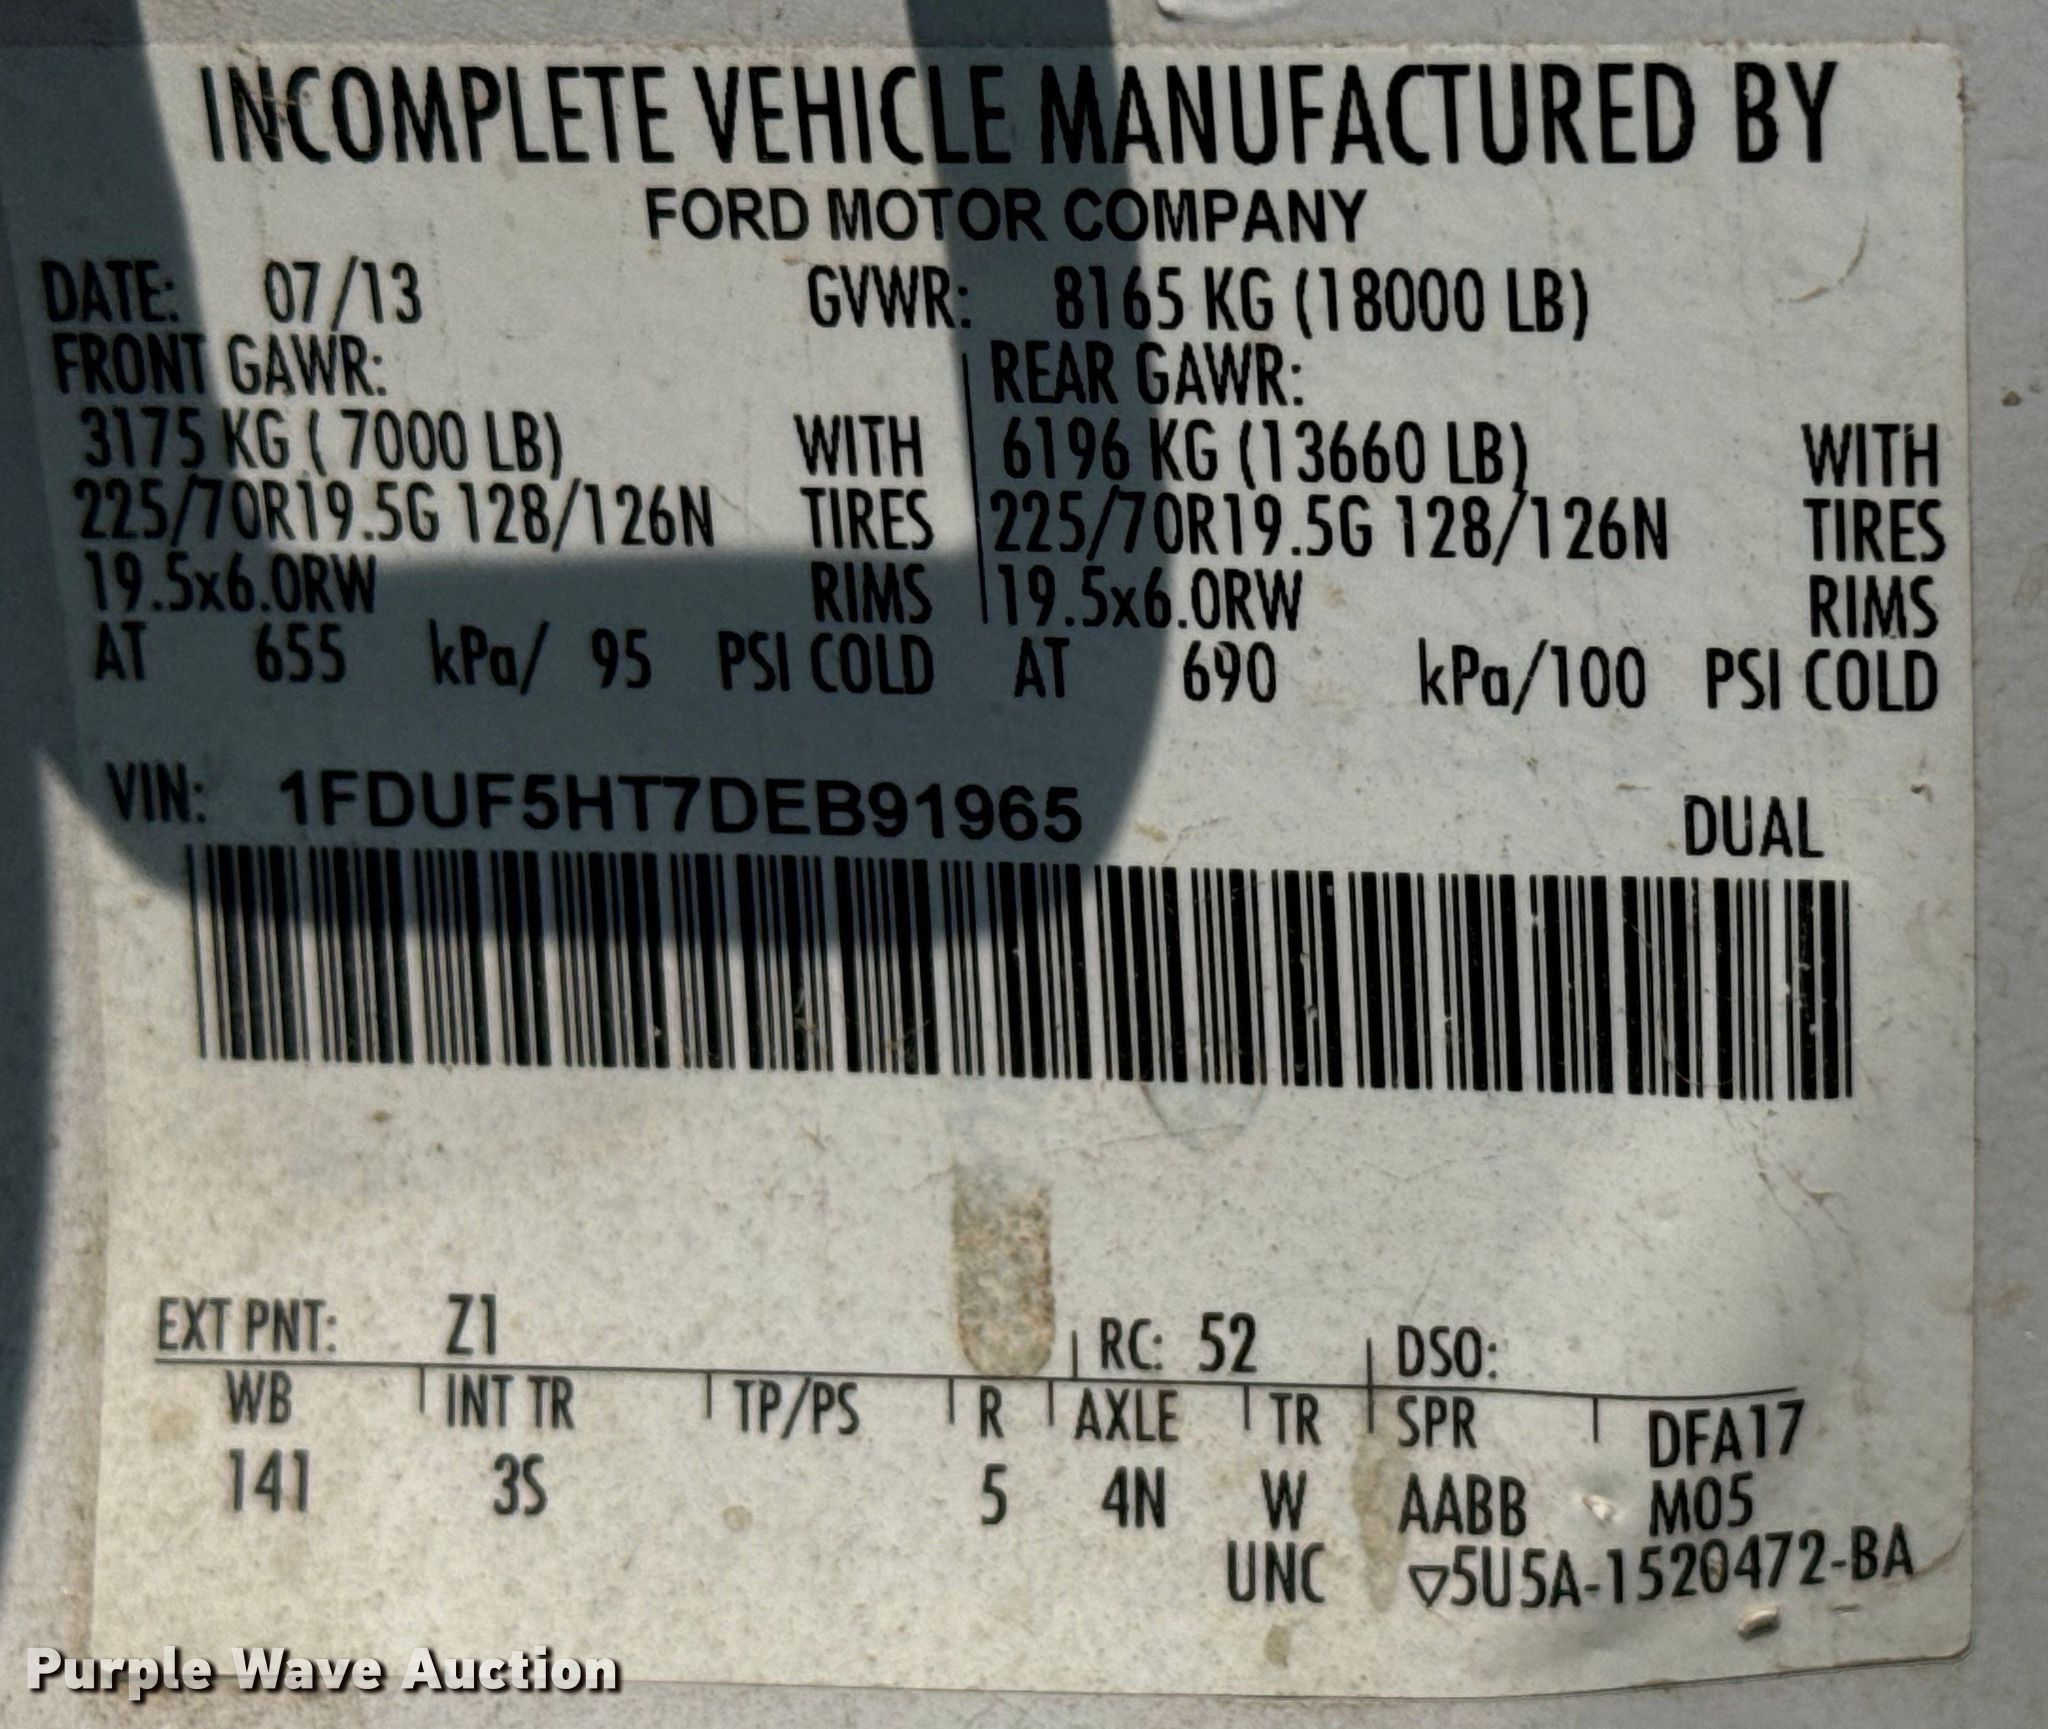 INCOMPLETE VEHICLE MANUFACTURED BY
FORD MOTOR COMPANY
DATE: 07/13 GVWR: 8165 KG (18000 LB)
FRONT GAWR: REAR GAWR:
3175 KG ( 7000 LB) WITH 6196 KG (13660 LB) WITH
225/70R19.5G 128/126N TIRES 225/70R19.5G 128/126N TIRES
19.5x6.0RW RIMS 19.5x6.0RW RIMS
AT 655 kPa/ 95 PSI COLD AT 690 kPa/100 PSI COLD
VIN: 1FDUF5HT7DEB91965 DUAL
EXT PNT: Z1 RC: 52 DSO:
WB INT TR TP/PS R AXLE TR SPR DFA17
141 3S 5 4N W AABB M05
UNC ▽5U5A-1520472-BA
Purple Wave Auction